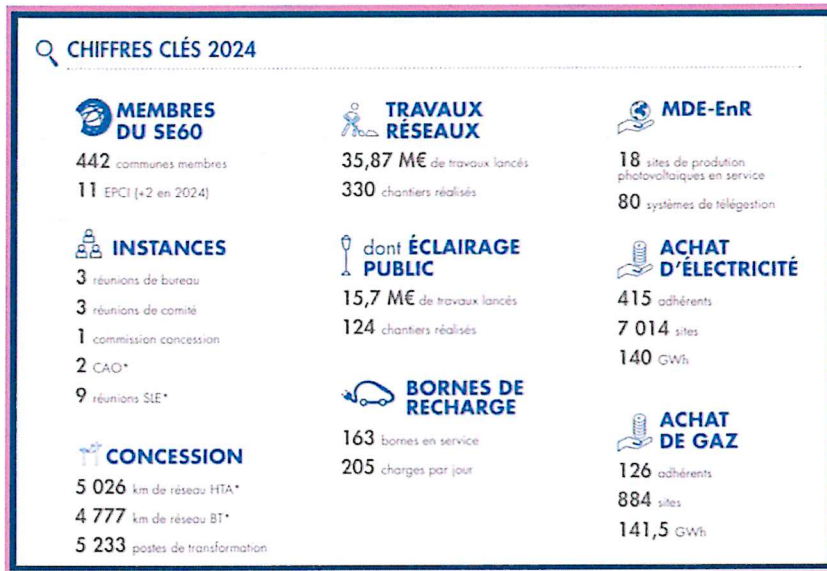 CHIFFRES CLÉS 2024
MEMBRES
DU SE60
442 communes membres
11 EPCI (+2 en 2024)
INSTANCES
3 réunions de bureau
3 réunions de comité
1 commission concession
2 CAO*
9 réunions SLE*
CONCESSION
5 026 km de réseau HTA*
4 777 km de réseau BT*
5 233 postes de transformation
TRAVAUX
RÉSEAUX
35,87 M€ de travaux lancés
330 chantiers réalisés
dont ÉCLAIRAGE
PUBLIC
15,7 M€ de travaux lancés
124 chantiers réalisés
BORNES DE
RECHARGE
163 bornes en service
205 charges par jour
MDE-EnR
18 sites de prodution
photovoltaïques en service
80 systèmes de télégestion
ACHAT
D'ÉLECTRICITÉ
415 adhérents
7 014 sites
140 GWh
ACHAT
DE GAZ
126 adhérents
884 sites
141,5 GWh